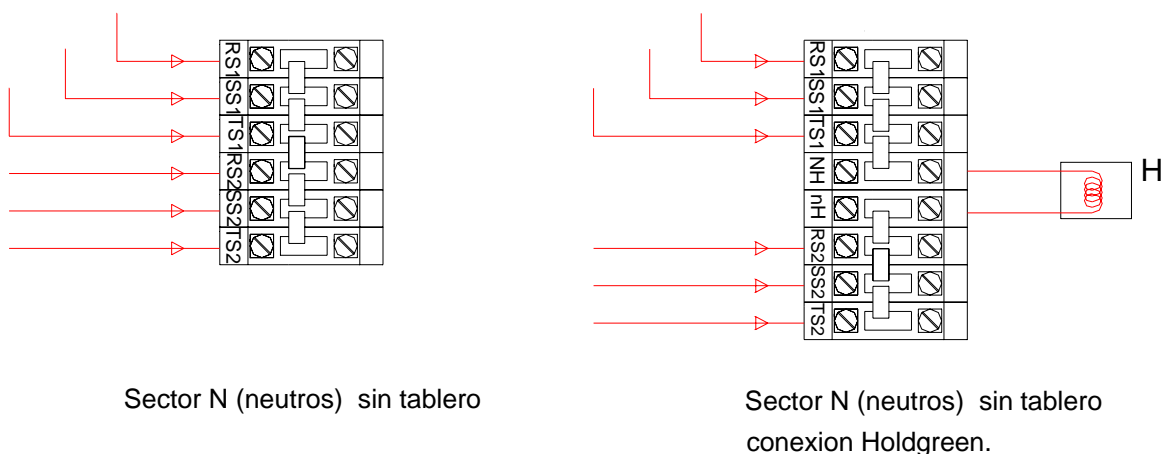 RS1
SS1
TS1
RS2
SS2
TS2
RS1
SS1
TS1
NH
nH
RS2
SS2
TS2
H
Sector N (neutros) sin tablero
Sector N (neutros) sin tablero
conexion Holdgreen.